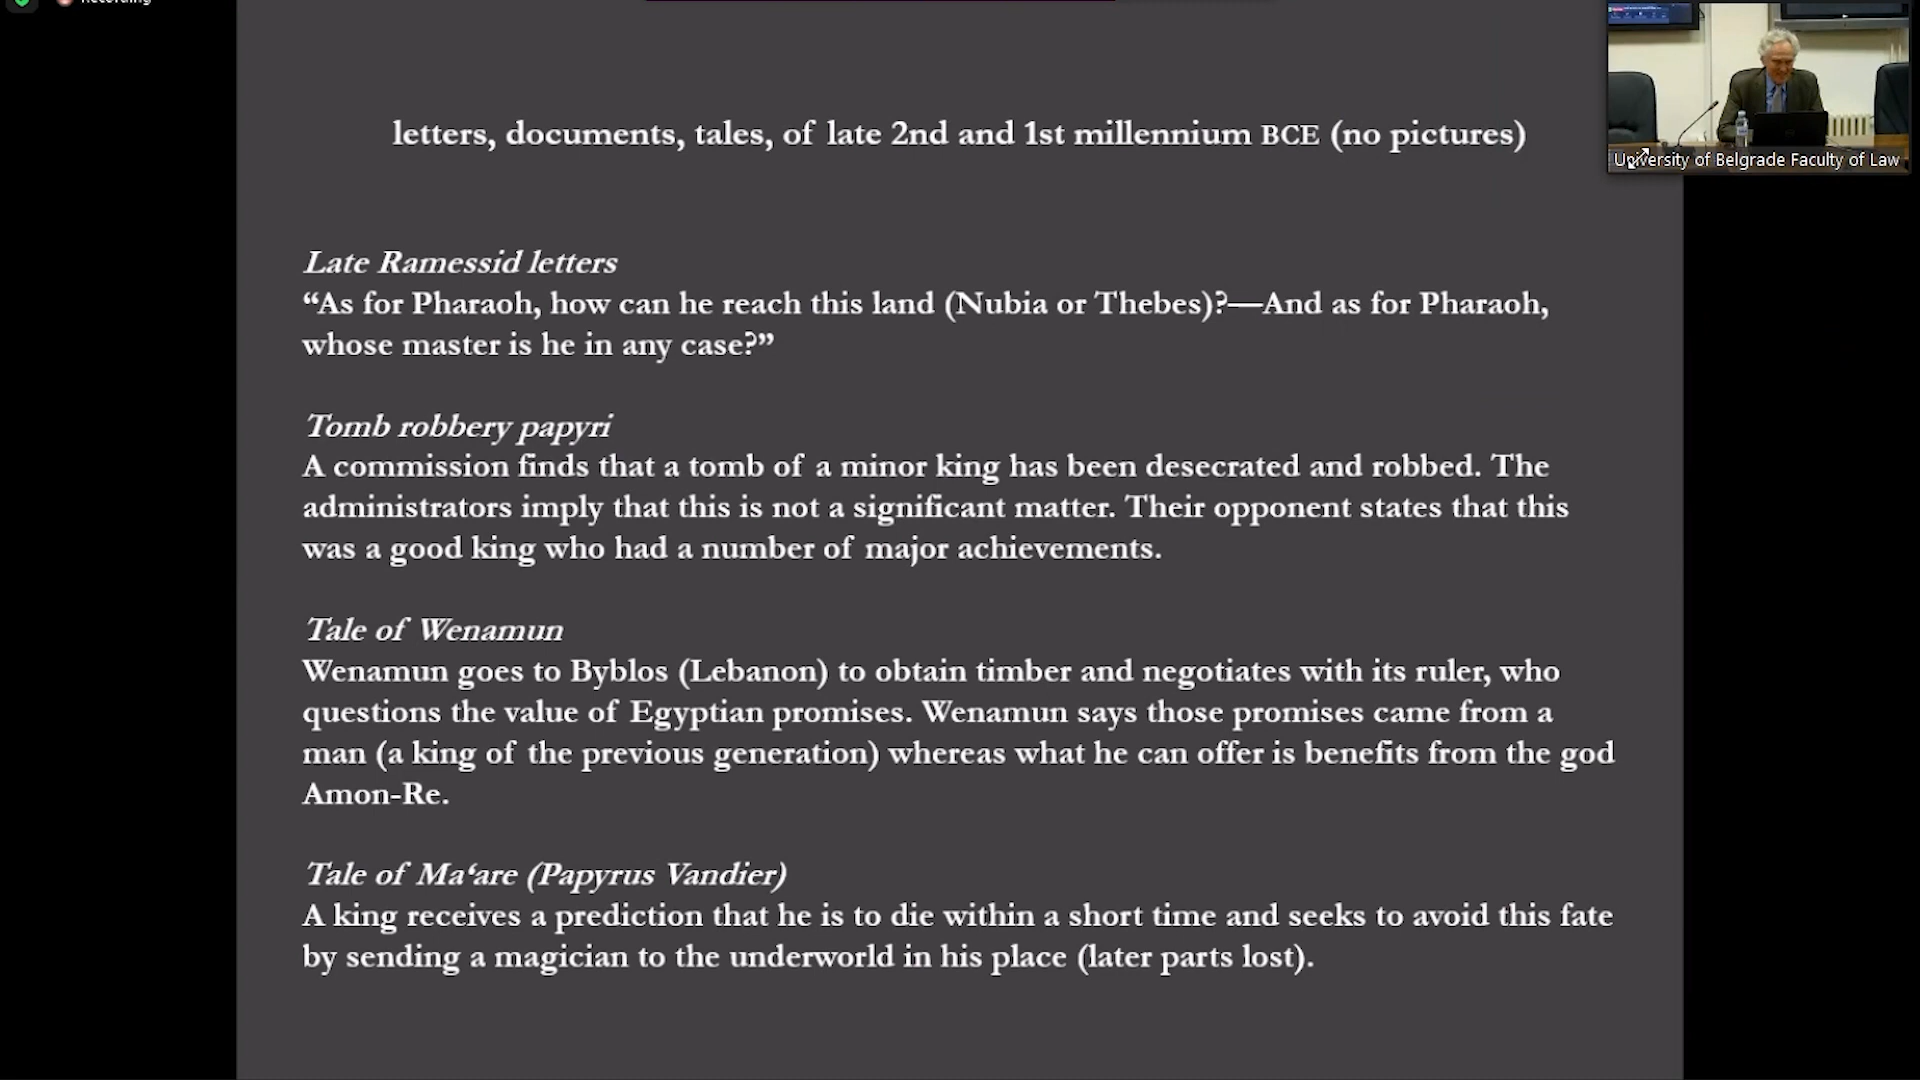 Recording
letters, documents, tales, of late 2nd and 1st millennium BCE (no pictures)
University of Belgrade Faculty of Law
Late Ramessid letters
“As for Pharaoh, how can he reach this land (Nubia or Thebes)?—And as for Pharaoh,
whose master is he in any case?”
Tomb robbery papyri
A commission finds that a tomb of a minor king has been desecrated and robbed. The
administrators imply that this is not a significant matter. Their opponent states that this
was a good king who had a number of major achievements.
Tale of Wenamun
Wenamun goes to Byblos (Lebanon) to obtain timber and negotiates with its ruler, who
questions the value of Egyptian promises. Wenamun says those promises came from a
man (a king of the previous generation) whereas what he can offer is benefits from the god
Amon-Re.
Tale of Ma‘are (Papyrus Vandier)
A king receives a prediction that he is to die within a short time and seeks to avoid this fate
by sending a magician to the underworld in his place (later parts lost).